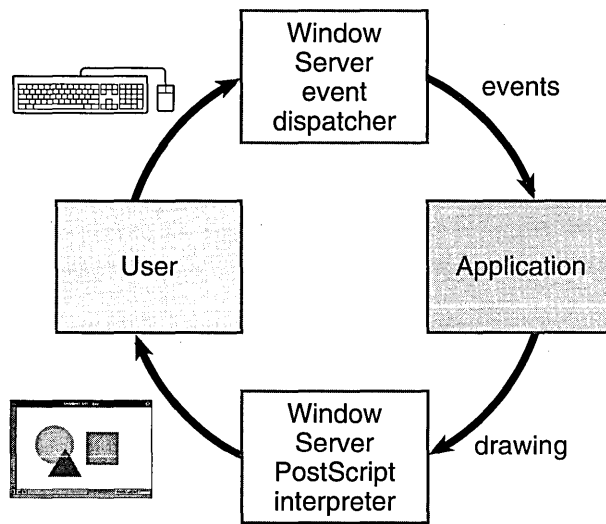 Window
Server
event
dispatcher
events
User
Application
Window
Server
PostScript
interpreter
drawing